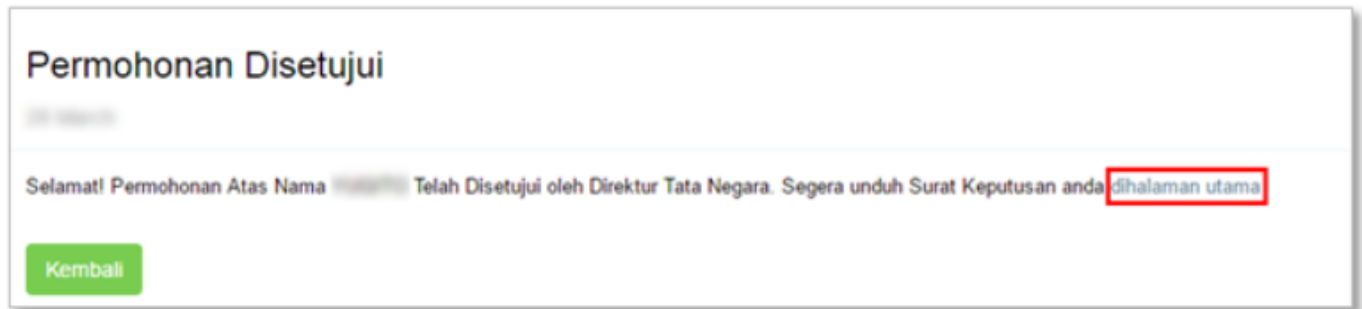 Permohonan Disetujui
Selamat! Permohonan Atas Nama Telah Disetujui oleh Direktur Tata Negara. Segera unduh Surat Keputusan anda dihalaman utama
Kembali